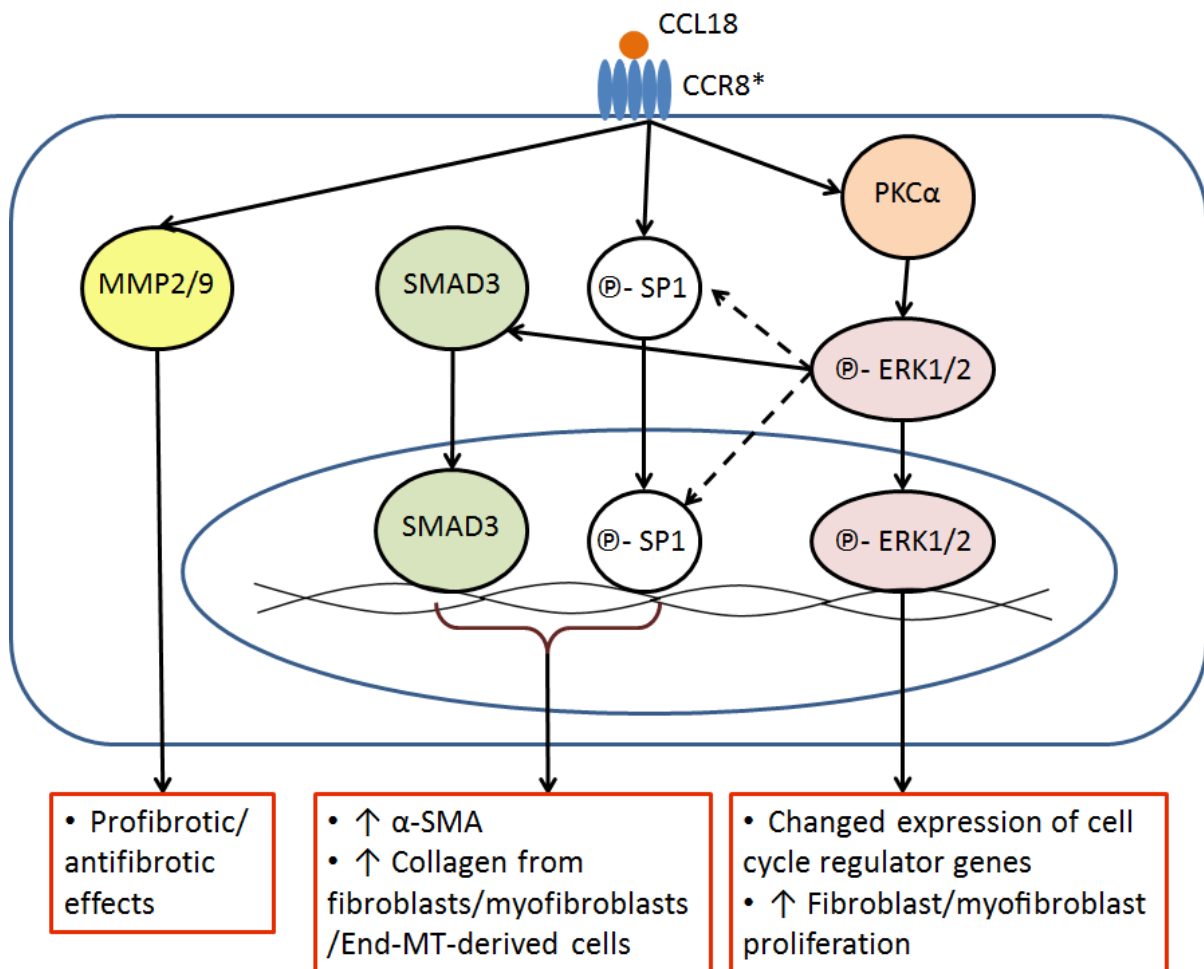 CCL18
CCR8*
PKCα
MMP2/9
SMAD3
Ⓟ- SP1
Ⓟ- ERK1/2
SMAD3
Ⓟ- SP1
Ⓟ- ERK1/2
• Profibrotic/
antifibrotic
effects
• ↑ α-SMA
• ↑ Collagen from
fibroblasts/myofibroblasts
/End-MT-derived cells
• Changed expression of cell
cycle regulator genes
• ↑ Fibroblast/myofibroblast
proliferation